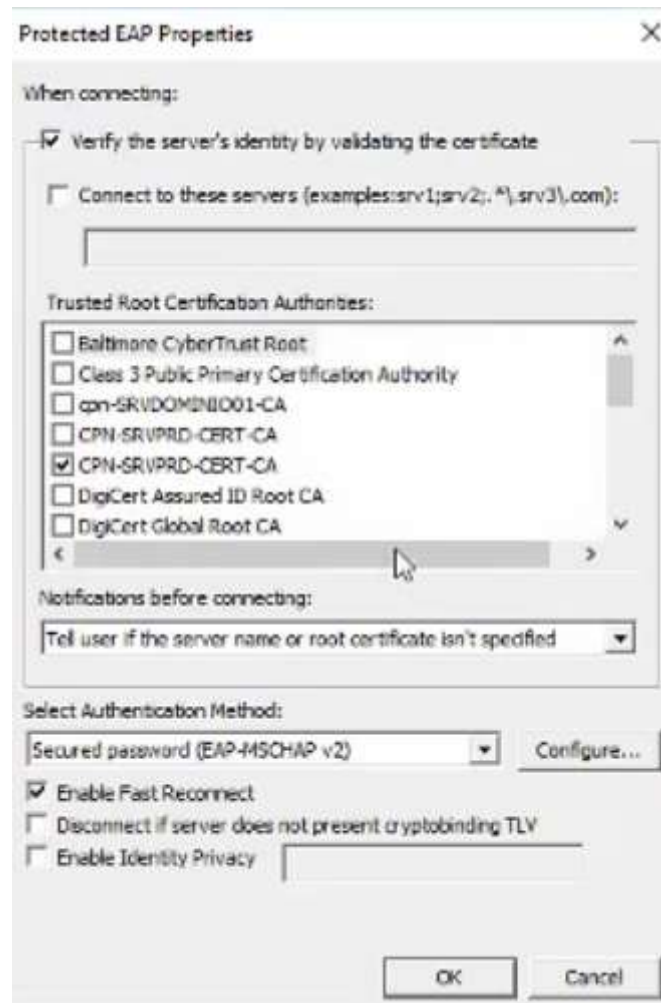 Protected EAP Properties
When connecting:
Verify the server's identity by validating the certificate
Connect to these servers (examples:srv1;srv2;.*\.srv3\.com):
Trusted Root Certification Authorities:
Baltimore CyberTrust Root
Class 3 Public Primary Certification Authority
cpn-SRVDOMINIO01-CA
CPN-SRVPRD-CERT-CA
CPN-SRVPRD-CERT-CA
DigiCert Assured ID Root CA
DigiCert Global Root CA
Notifications before connecting:
Tell user if the server name or root certificate isn't specified
Select Authentication Method:
Secured password (EAP-MSCHAP v2)
Configure...
Enable Fast Reconnect
Disconnect if server does not present cryptobinding TLV
Enable Identity Privacy
OK
Cancel